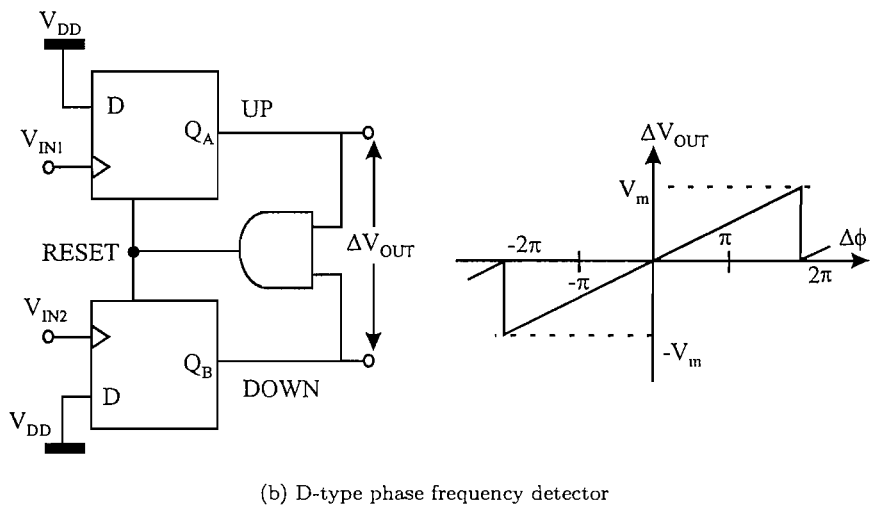 V_DD
D
Q_A
UP
V_IN1
RESET
ΔV_OUT
V_IN2
Q_B
D
DOWN
V_DD
ΔV_OUT
V_m
-2π
π
Δϕ
-π
2π
-V_m
(b) D-type phase frequency detector